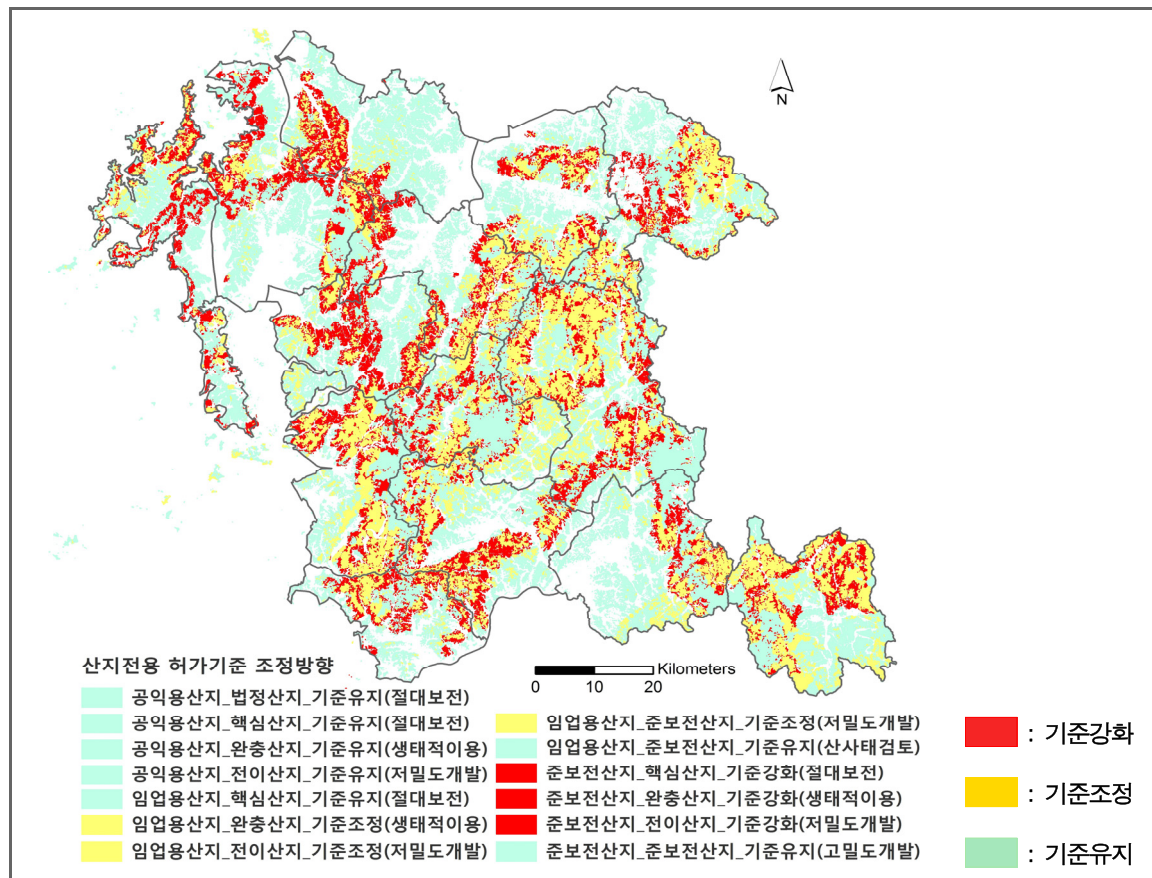 N
Kilometers
0 10 20
산지전용 허가기준 조정방향
공익용산지_법정산지_기준유지(절대보전)
공익용산지_핵심산지_기준유지(절대보전)
공익용산지_완충산지_기준유지(생태적이용)
공익용산지_전이산지_기준유지(저밀도개발)
임업용산지_핵심산지_기준유지(절대보전)
임업용산지_완충산지_기준조정(생태적이용)
임업용산지_전이산지_기준조정(저밀도개발)
임업용산지_준보전산지_기준조정(저밀도개발)
임업용산지_준보전산지_기준유지(산사태검토)
준보전산지_핵심산지_기준강화(절대보전)
준보전산지_완충산지_기준강화(생태적이용)
준보전산지_전이산지_기준강화(저밀도개발)
준보전산지_준보전산지_기준유지(고밀도개발)
: 기준강화
: 기준조정
: 기준유지